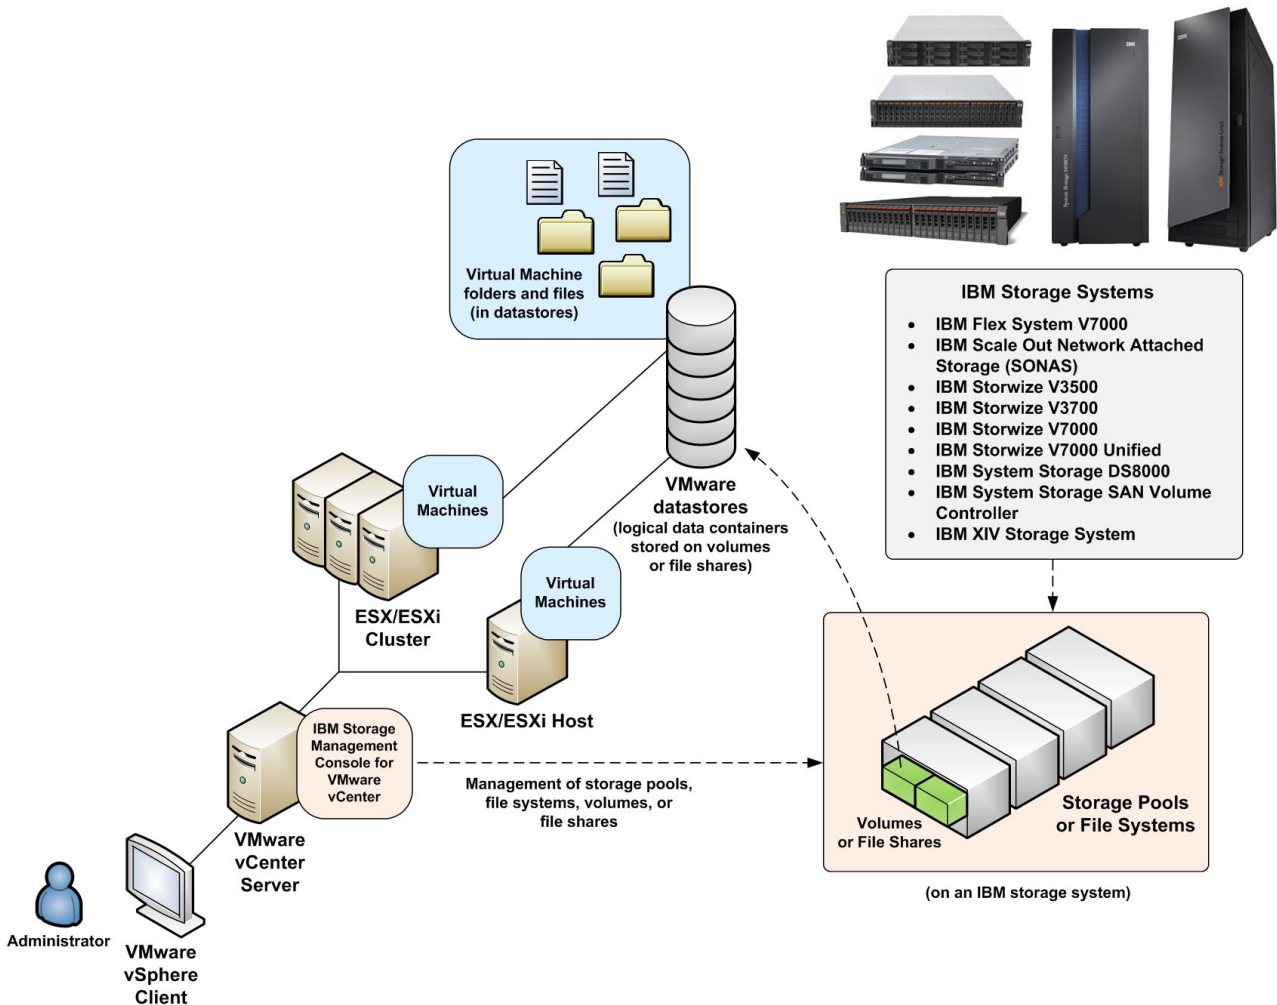 Virtual Machine
folders and files
(in datastores)
IBM Storage Systems
• IBM Flex System V7000
• IBM Scale Out Network Attached
Storage (SONAS)
• IBM Storwize V3500
• IBM Storwize V3700
• IBM Storwize V7000
• IBM Storwize V7000 Unified
• IBM System Storage DS8000
• IBM System Storage SAN Volume
Controller
• IBM XIV Storage System
VMware
datastores
(logical data containers
stored on volumes
or file shares)
Virtual
Machines
ESX/ESXi
Cluster
Virtual
Machines
ESX/ESXi Host
IBM Storage
Management
Console for
VMware
vCenter
VMware
vCenter
Server
Management of storage pools,
file systems, volumes, or
file shares
Volumes
or File Shares
Storage Pools
or File Systems
(on an IBM storage system)
Administrator
VMware
vSphere
Client